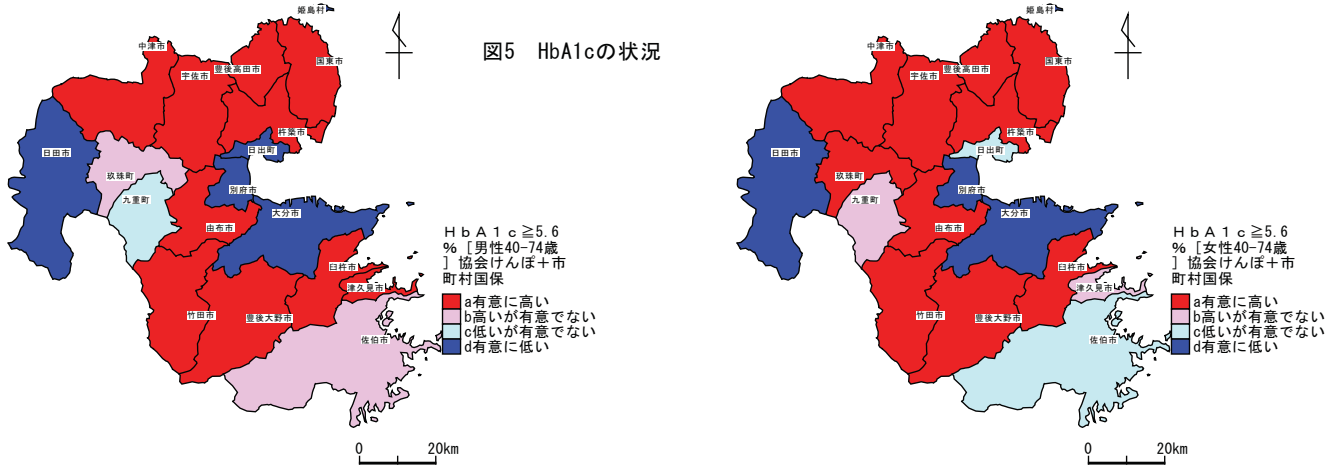 図5 HbA1cの状況
姫島村
中津市
国東市
豊後高田市
宇佐市
杵築市
日出町
日田市
玖珠町
別府市
九重町
大分市
由布市
臼杵市
津久見市
竹田市
豊後大野市
佐伯市
HbA1c≧5.6
% [男性40-74歳
] 協会けんぽ+市
町村国保
a有意に高い
b高いが有意でない
c低いが有意でない
d有意に低い
0 20km
姫島村
中津市
国東市
豊後高田市
宇佐市
杵築市
日出町
日田市
玖珠町
別府市
九重町
大分市
由布市
臼杵市
津久見市
竹田市
豊後大野市
佐伯市
HbA1c≧5.6
% [女性40-74歳
] 協会けんぽ+市
町村国保
a有意に高い
b高いが有意でない
c低いが有意でない
d有意に低い
0 20km